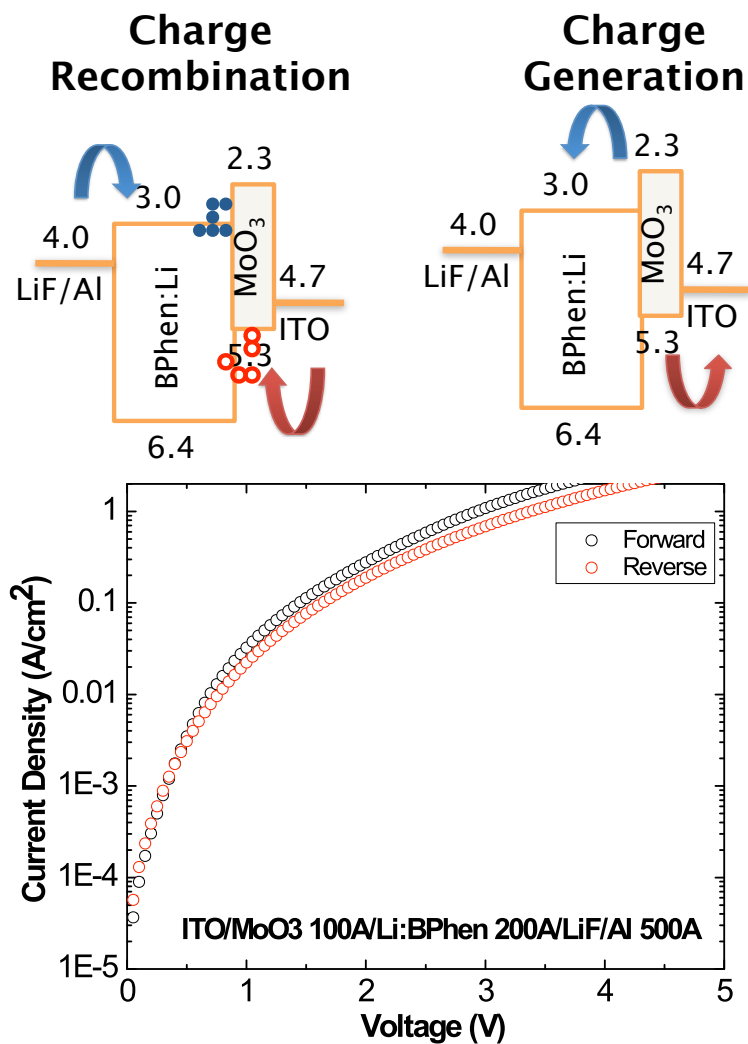 Charge
Recombination
Charge
Generation
2.3
3.0
4.0
LiF/Al
BPhen:Li
MoO3
4.7
ITO
5.3
6.4
2.3
3.0
4.0
LiF/Al
BPhen:Li
MoO3
4.7
ITO
5.3
6.4
1
0.1
0.01
1E-3
1E-4
1E-5
Current Density (A/cm2)
Forward
Reverse
ITO/MoO3 100A/Li:BPhen 200A/LiF/Al 500A
0 1 2 3 4 5
Voltage (V)